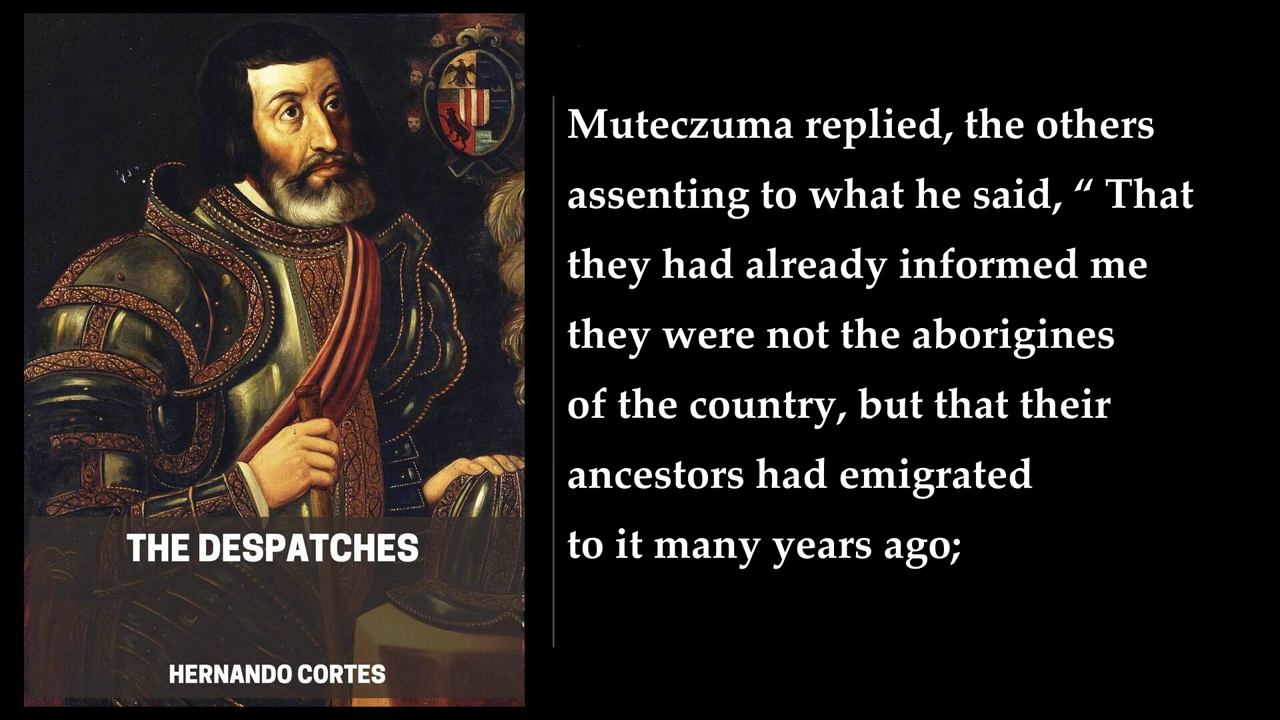 THE DESPATCHES
HERNANDO CORTES
Muteczuma replied, the others
assenting to what he said, “ That
they had already informed me
they were not the aborigines
of the country, but that their
ancestors had emigrated
to it many years ago;